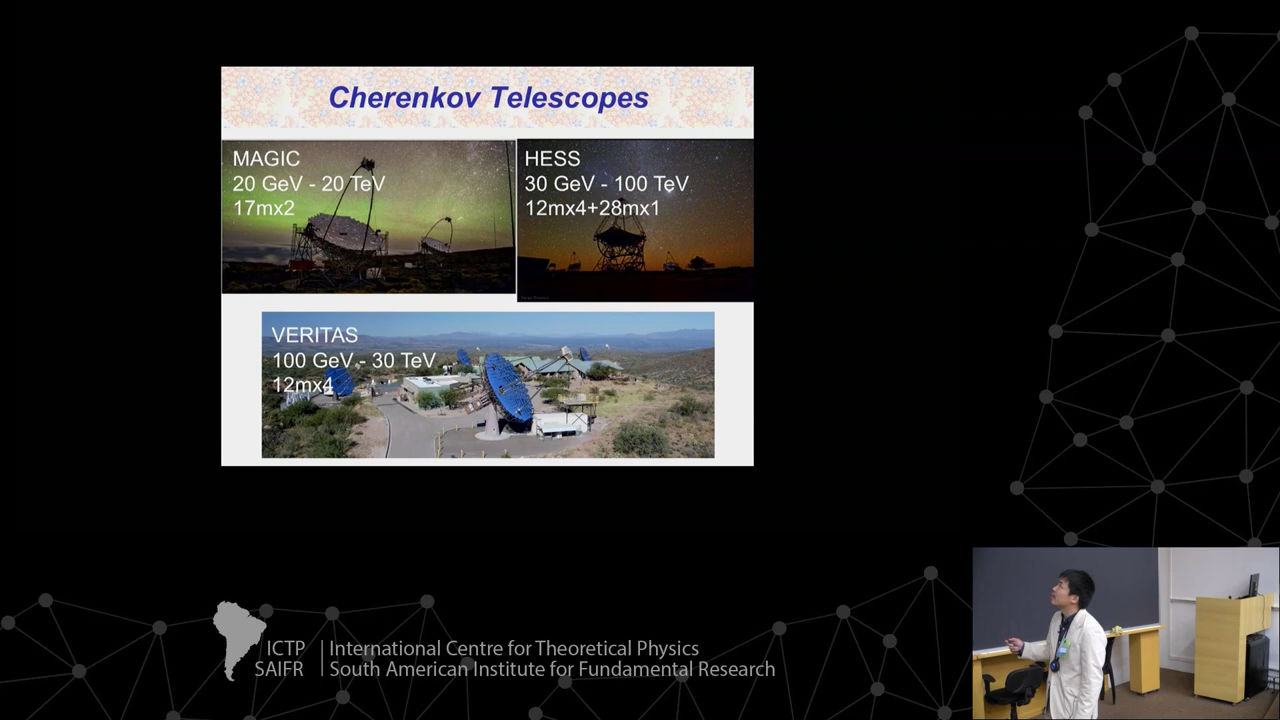 Cherenkov Telescopes
MAGIC
20 GeV - 20 TeV
17mx2
HESS
30 GeV - 100 TeV
12mx4+28mx1
VERITAS
100 GeV - 30 TeV
12mx4
ICTP
SAIFR
International Centre for Theoretical Physics
South American Institute for Fundamental Research